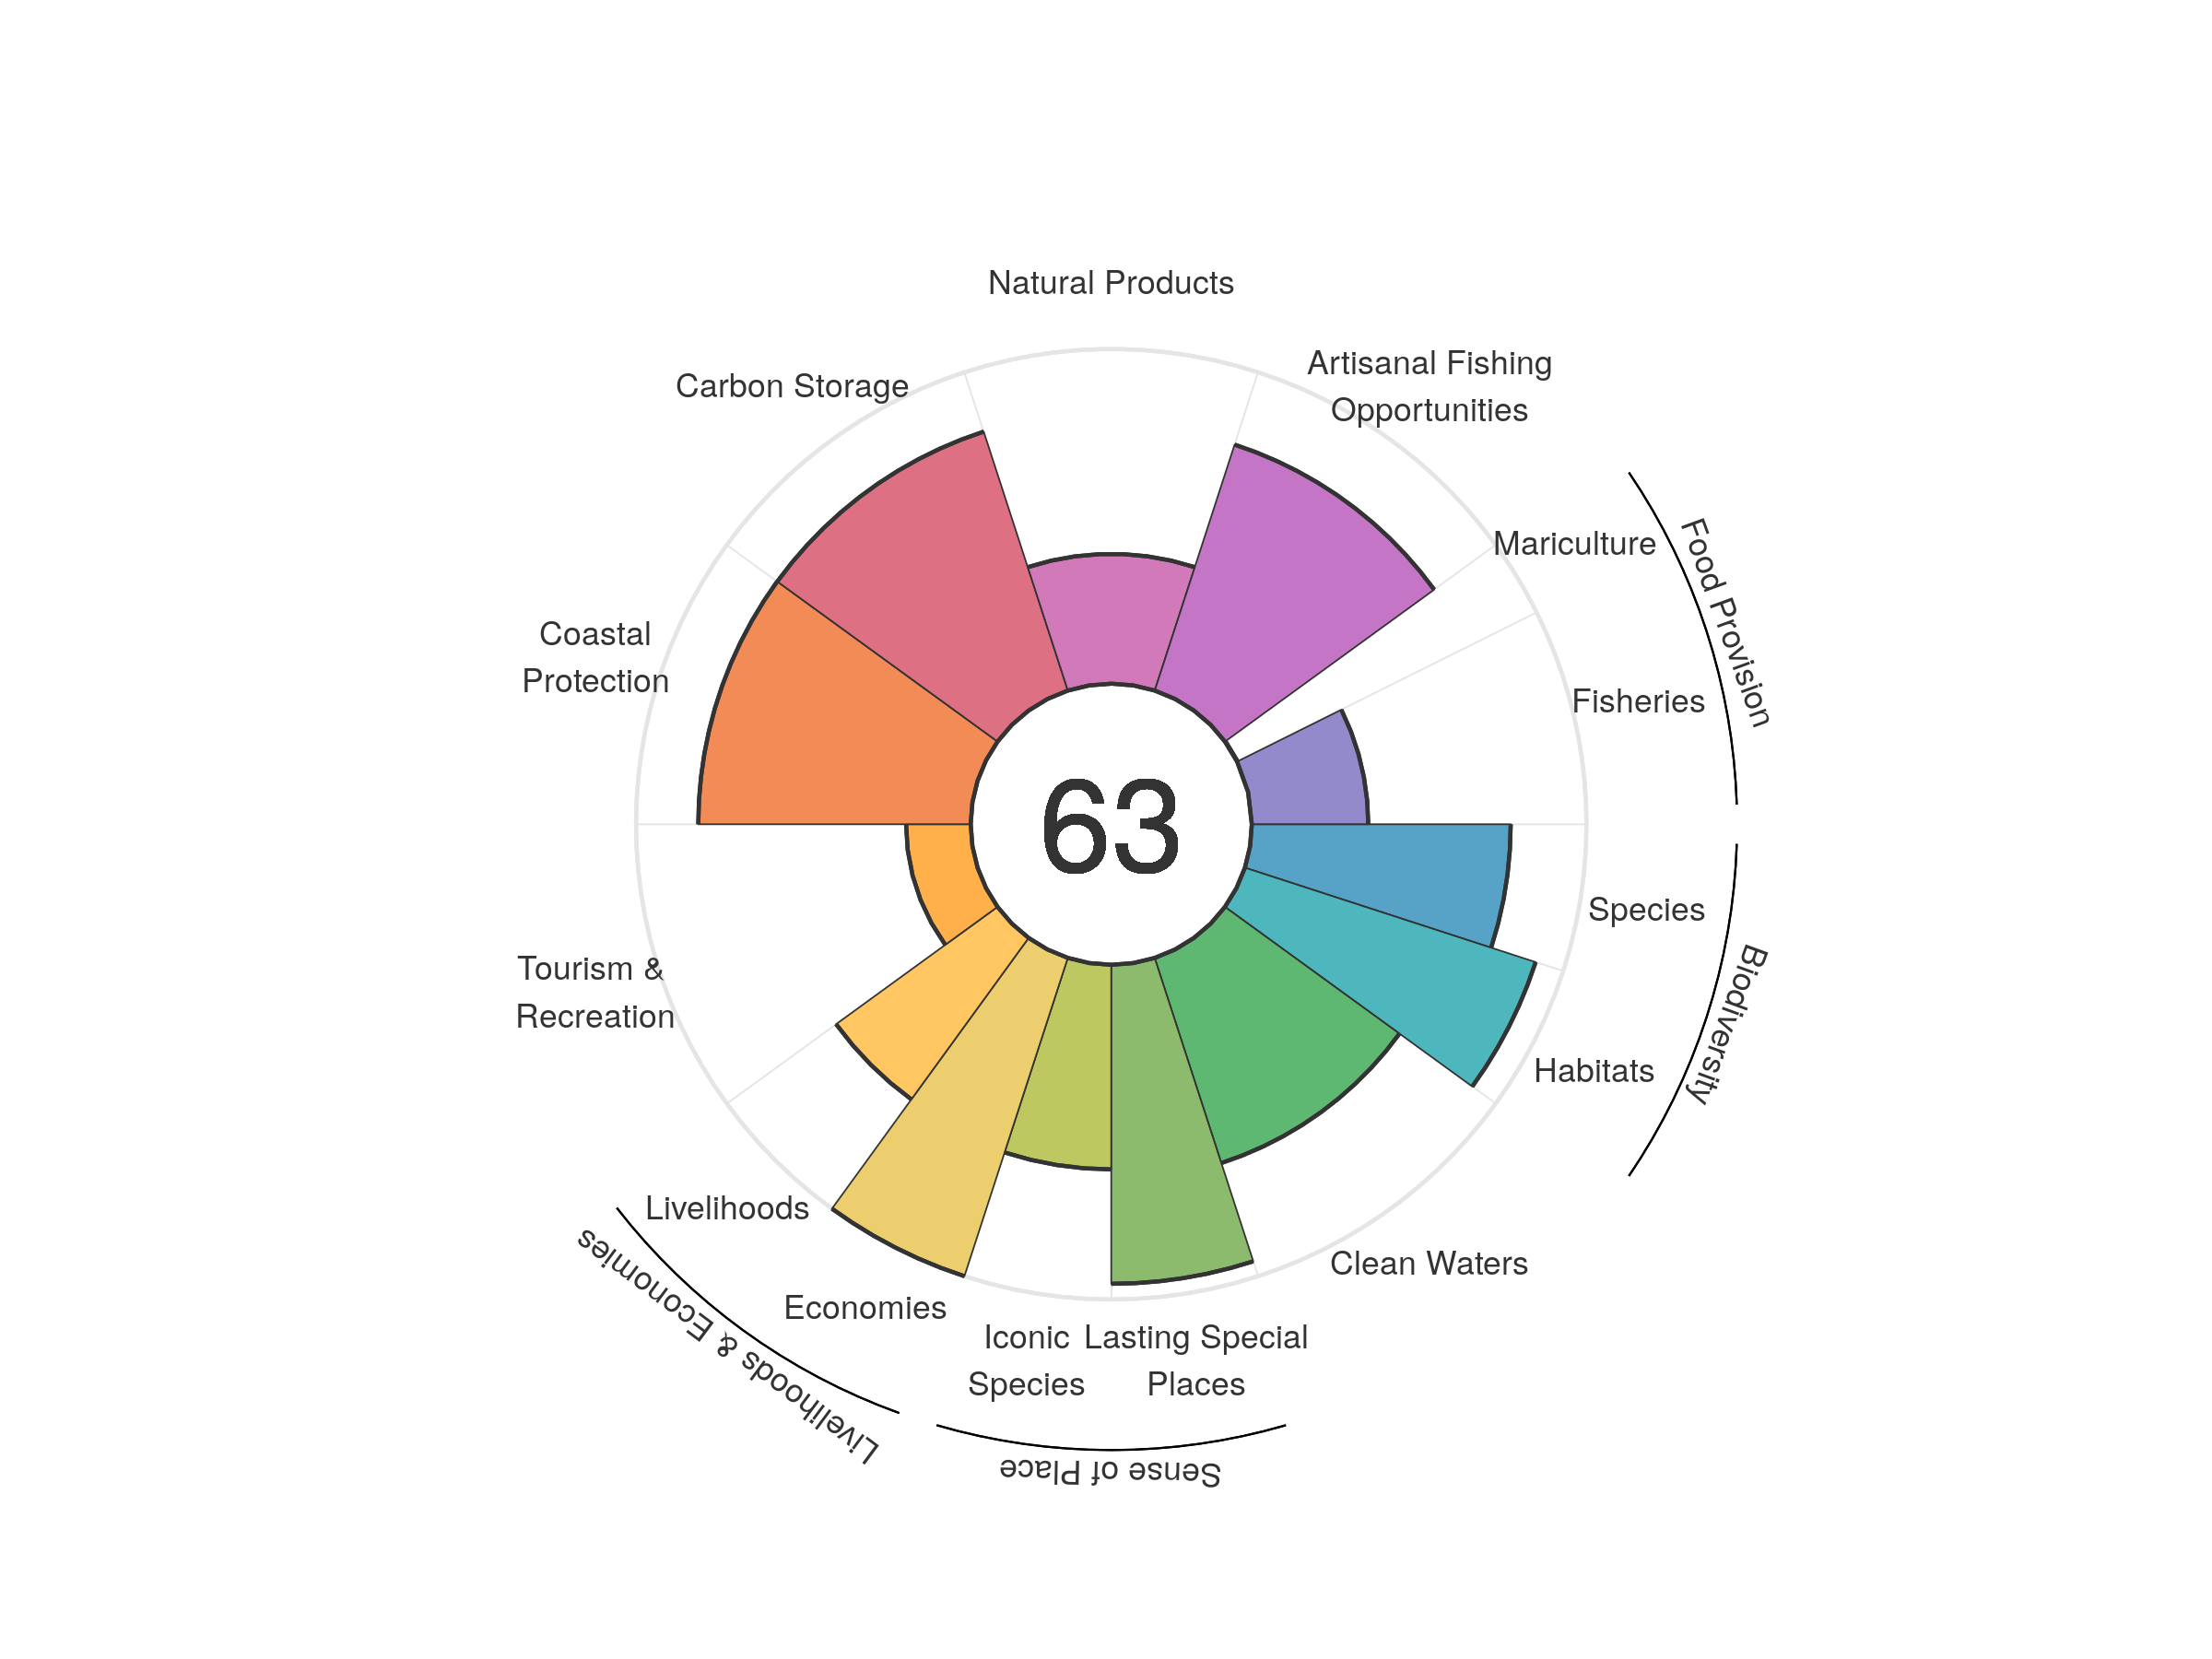 Natural Products
Artisanal Fishing
Opportunities
Carbon Storage
Mariculture
Food Provision
Coastal
Protection
Fisheries
63
Species
Biodiversity
Tourism &
Recreation
Habitats
Livelihoods
Clean Waters
Livelihoods & Economies
Economies
Iconic
Species
Lasting Special
Places
Sense of Place